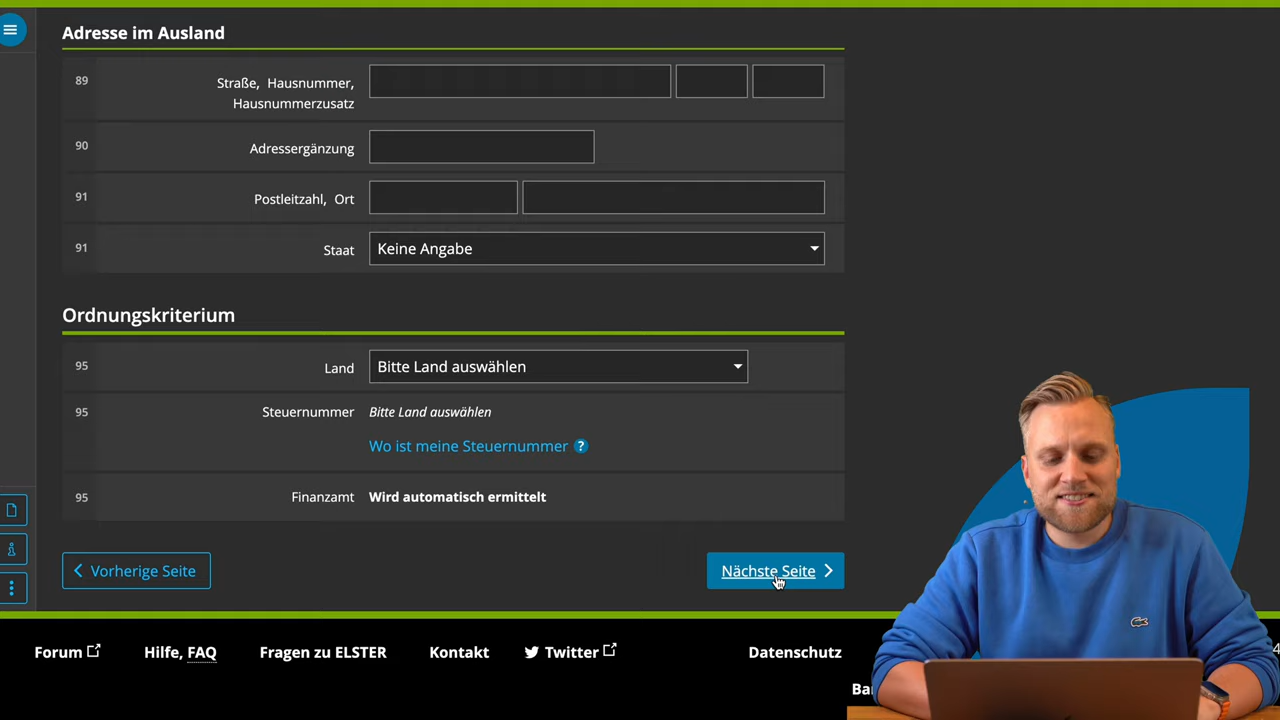 Adresse im Ausland
89 Straße, Hausnummer,
Hausnummerzusatz
90 Adressergänzung
91 Postleitzahl, Ort
91 Staat Keine Angabe
Ordnungskriterium
95 Land Bitte Land auswählen
95 Steuernummer Bitte Land auswählen
Wo ist meine Steuernummer ?
95 Finanzamt Wird automatisch ermittelt
Vorherige Seite Nächste Seite
Forum Hilfe, FAQ Fragen zu ELSTER Kontakt Twitter Datenschutz